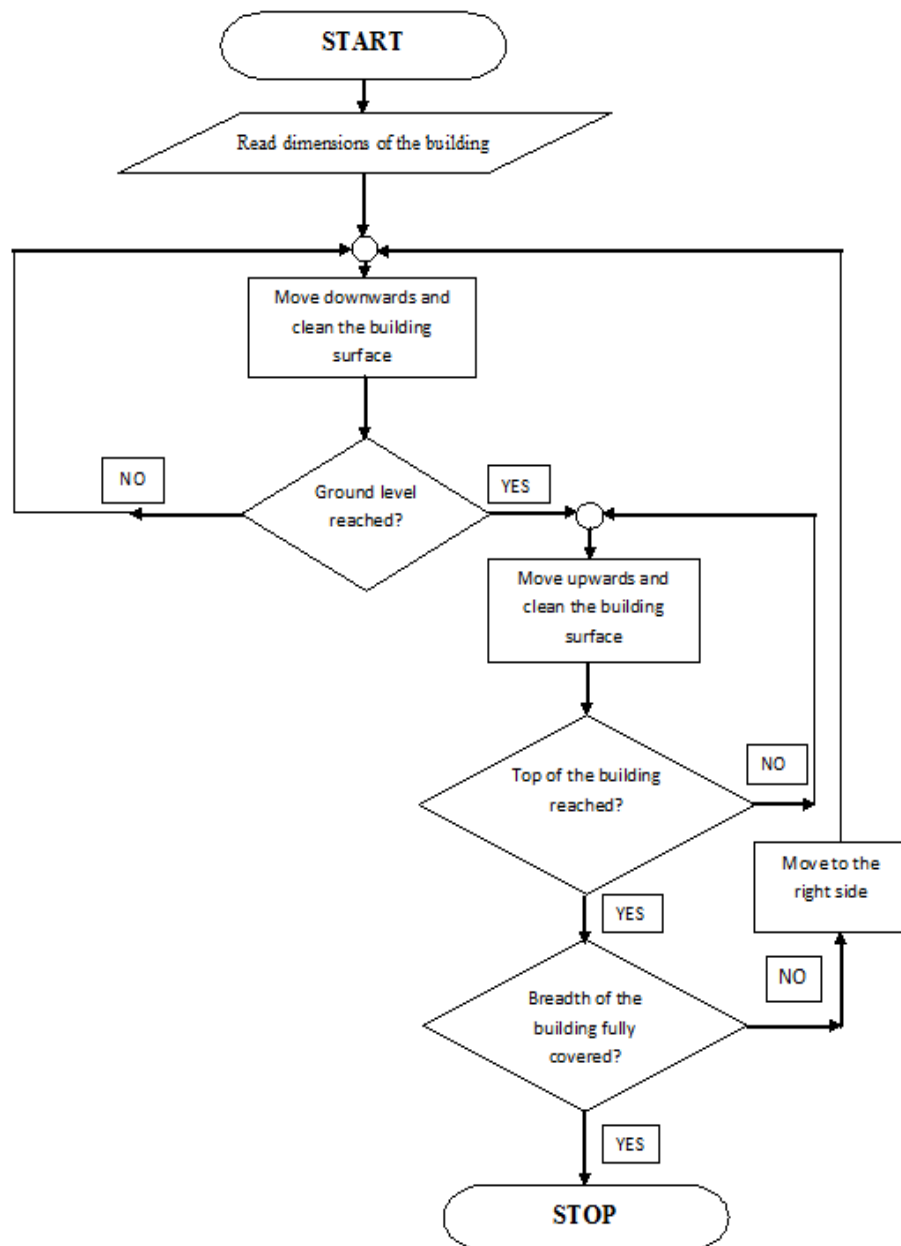 START
Read dimensions of the building
Move downwards and
clean the building
surface
NO
Ground level
reached?
YES
Move upwards and
clean the building
surface
Top of the building
reached?
NO
Move to the
right side
YES
NO
Breadth of the
building fully
covered?
YES
STOP